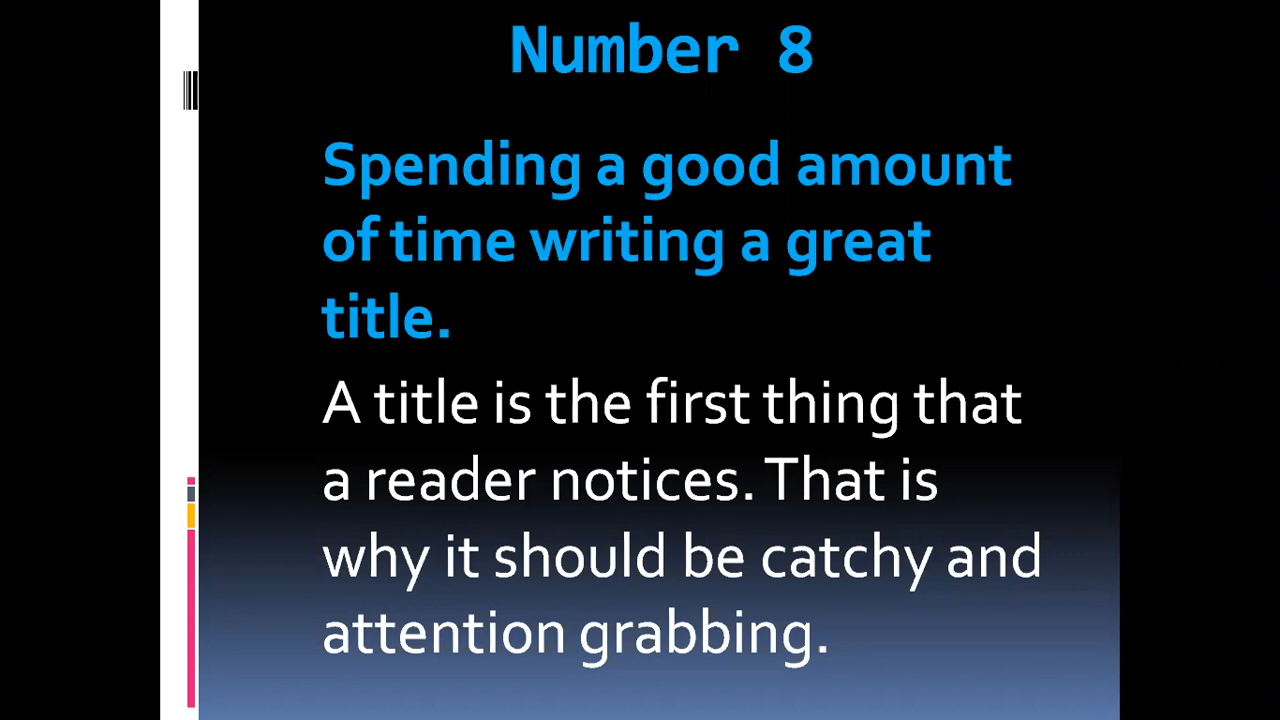 Number 8
Spending a good amount
of time writing a great
title.
A title is the first thing that
a reader notices. That is
why it should be catchy and
attention grabbing.